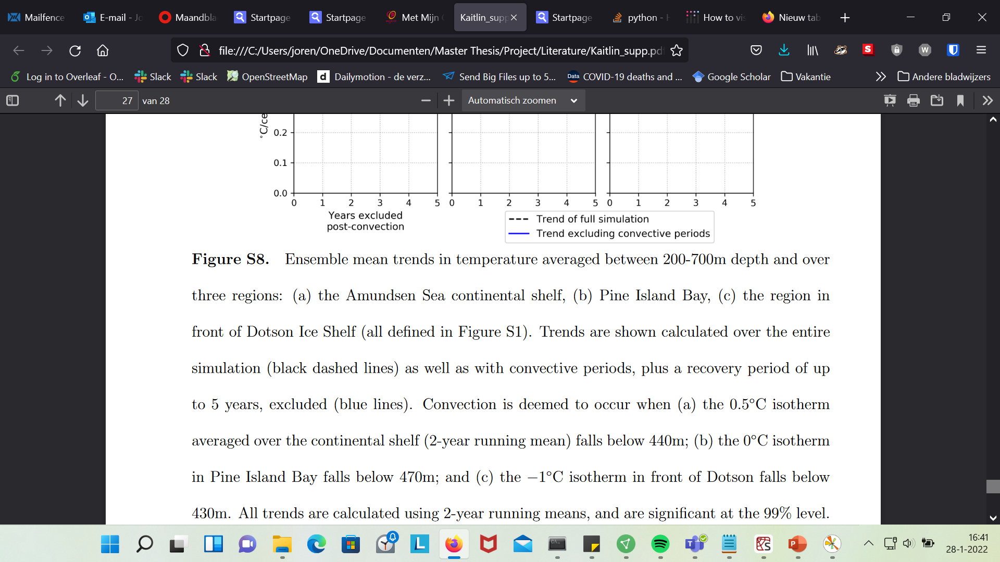 Mailfence
E-mail - Jo
Maandbla
Startpage
Startpage
Met Mijn
Kaitlin_supp
Startpage
python -
How to vis
Nieuw tab
file:///C:/Users/joren/OneDrive/Documenten/Master Thesis/Project/Literature/Kaitlin_supp.pdf
Log in to Overleaf - O...
Slack
Slack
OpenStreetMap
Dailymotion - de verz...
Send Big Files up to 5...
Data
COVID-19 deaths and ...
Google Scholar
Vakantie
Andere bladwijzers
27 van 28
Automatisch zoomen
°C/ce
0.2
0.1
0.0
0 1 2 3 4 5 0 1 2 3 4 5 0 1 2 3 4 5
Years excluded
post-convection
Trend of full simulation
Trend excluding convective periods
Figure S8. Ensemble mean trends in temperature averaged between 200-700m depth and over
three regions: (a) the Amundsen Sea continental shelf, (b) Pine Island Bay, (c) the region in
front of Dotson Ice Shelf (all defined in Figure S1). Trends are shown calculated over the entire
simulation (black dashed lines) as well as with convective periods, plus a recovery period of up
to 5 years, excluded (blue lines). Convection is deemed to occur when (a) the 0.5°C isotherm
averaged over the continental shelf (2-year running mean) falls below 440m; (b) the 0°C isotherm
in Pine Island Bay falls below 470m; and (c) the −1°C isotherm in front of Dotson falls below
430m. All trends are calculated using 2-year running means, and are significant at the 99% level.
16:41
28-1-2022